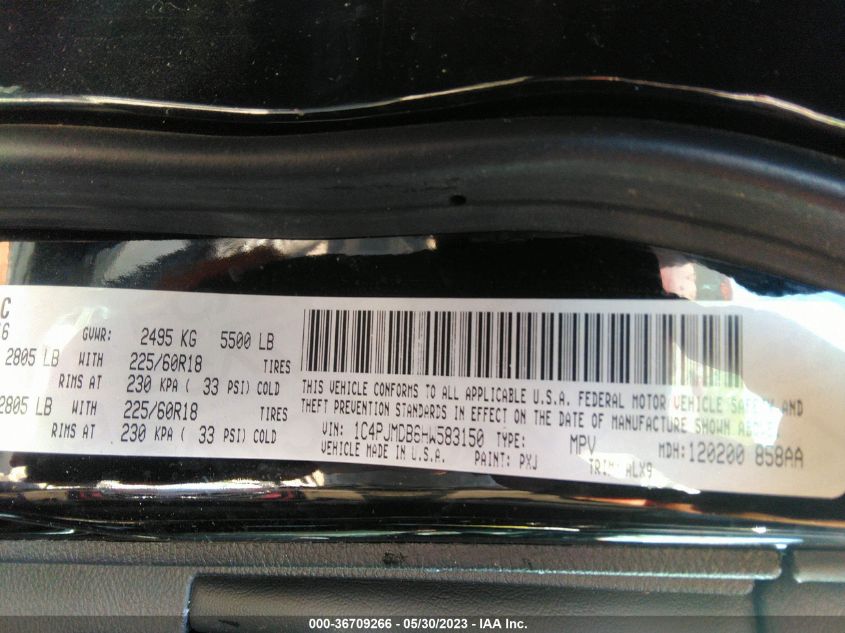 C
GVWR: 2495 KG 5500 LB
2805 LB WITH 225/60R18 TIRES
RIMS AT 230 KPA ( 33 PSI) COLD
2805 LB WITH 225/60R18 TIRES
RIMS AT 230 KPA ( 33 PSI) COLD
THIS VEHICLE CONFORMS TO ALL APPLICABLE U.S.A. FEDERAL MOTOR VEHICLE SAFETY AND
THEFT PREVENTION STANDARDS IN EFFECT ON THE DATE OF MANUFACTURE SHOWN ABOVE
VIN: 1C4PJMDB6HW583150 TYPE: MPV MDH:120200 858AA
VEHICLE MADE IN U.S.A. PAINT: PXJ TRIM: ALX9
000-36709266 - 05/30/2023 - IAA Inc.